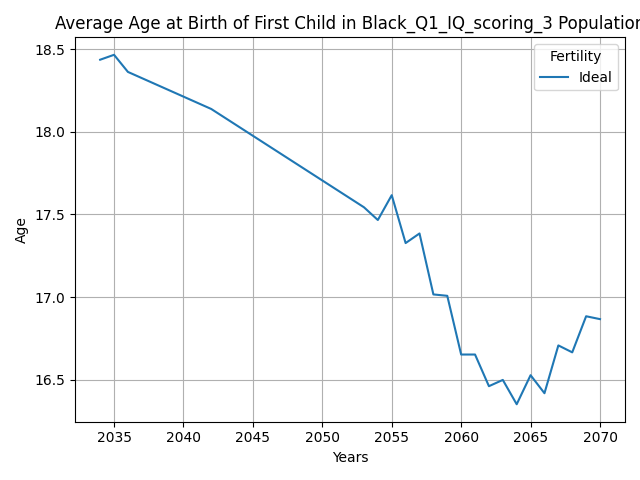 Average Age at Birth of First Child in Black_Q1_IQ_scoring_3 Population
Fertility
Ideal
18.5
18.0
17.5
17.0
16.5
Age
2035 2040 2045 2050 2055 2060 2065 2070
Years